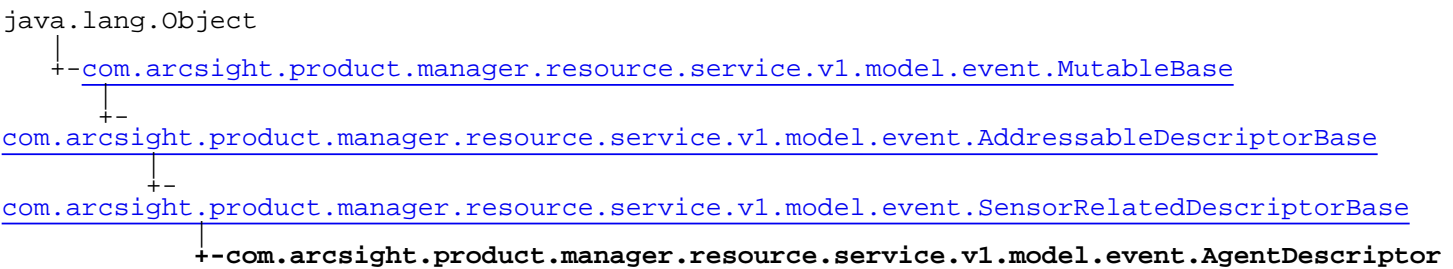 java.lang.Object
|
+-com.arcsight.product.manager.resource.service.v1.model.event.MutableBase
|
+-
com.arcsight.product.manager.resource.service.v1.model.event.AddressableDescriptorBase
|
+-
com.arcsight.product.manager.resource.service.v1.model.event.SensorRelatedDescriptorBase
|
+-com.arcsight.product.manager.resource.service.v1.model.event.AgentDescriptor